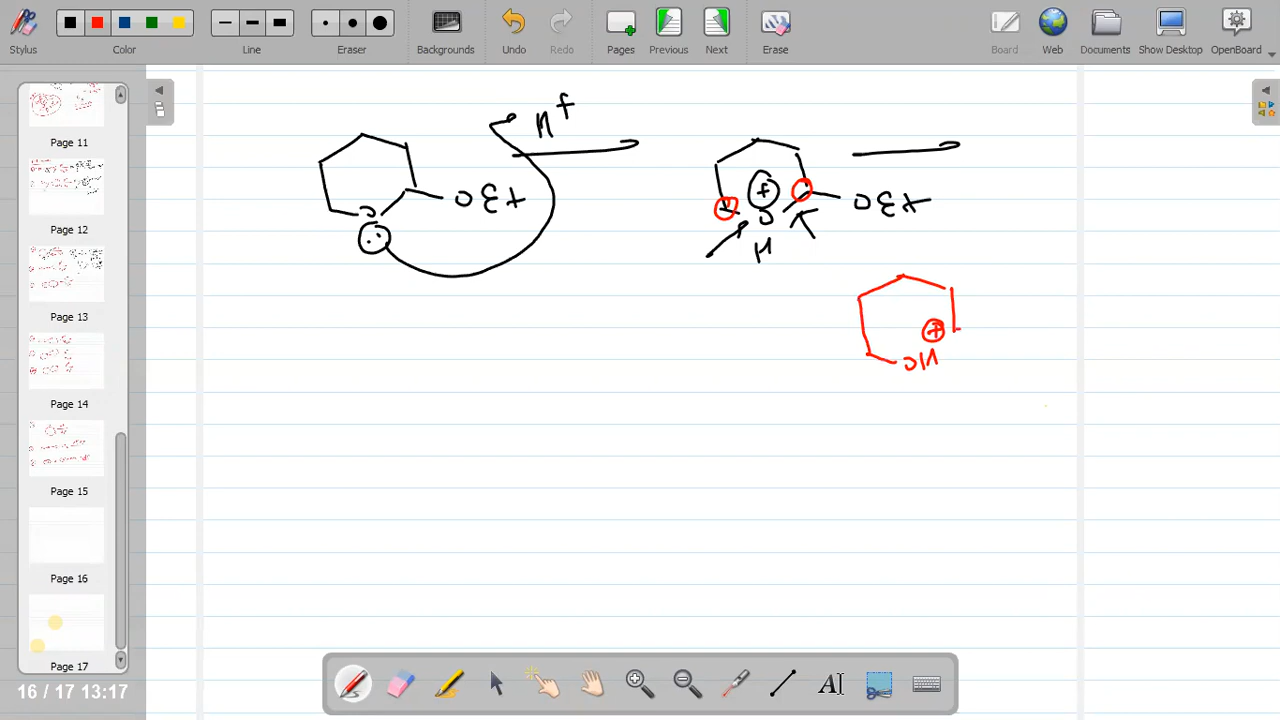 Stylus
Color
Line
Eraser
Backgrounds
Undo
Redo
Pages
Previous
Next
Erase
Board
Web
Documents
Show Desktop
OpenBoard
Page 11
Page 12
Page 13
Page 14
Page 15
Page 16
Page 17
16 / 17 13:17
H+
O
OEt
O
H
OEt
+
OH
+